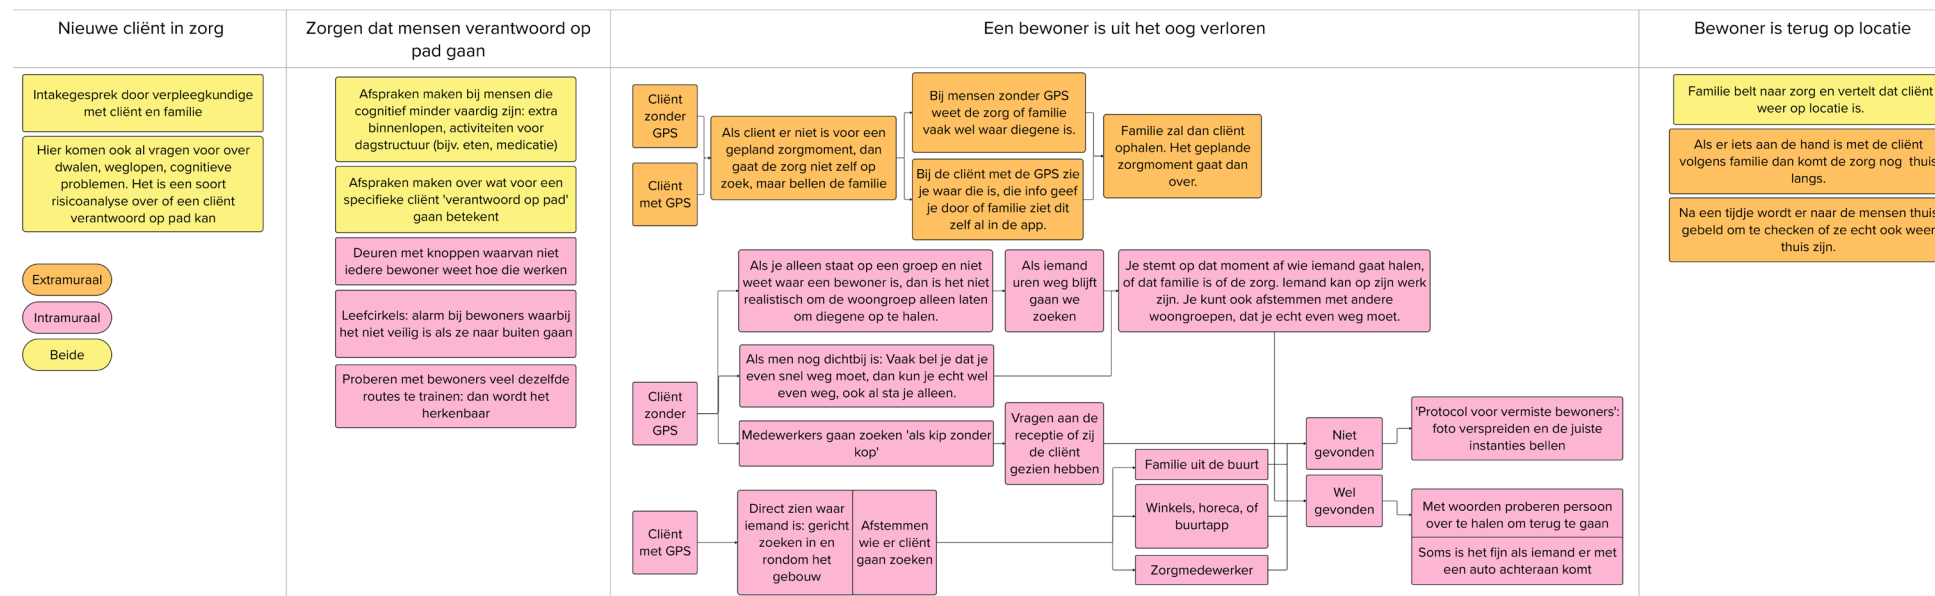 Nieuwe cliënt in zorg
Zorgen dat mensen verantwoord op
pad gaan
Een bewoner is uit het oog verloren
Bewoner is terug op locatie
Intakegesprek door verpleegkundige
met cliënt en familie
Hier komen ook al vragen voor over
dwalen, weglopen, cognitieve
problemen. Het is een soort
risicoanalyse over of een cliënt
verantwoord op pad kan
Extramuraal
Intramuraal
Beide
Afspraken maken bij mensen die
cognitief minder vaardig zijn: extra
binnenlopen, activiteiten voor
dagstructuur (bijv. eten, medicatie)
Afspraken maken over wat voor een
specifieke cliënt 'verantwoord op pad'
gaan betekent
Deuren met knoppen waarvan niet
iedere bewoner weet hoe die werken
Leefcirkels: alarm bij bewoners waarbij
het niet veilig is als ze naar buiten gaan
Proberen met bewoners veel dezelfde
routes te trainen: dan wordt het
herkenbaar
Cliënt
zonder
GPS
Cliënt
met GPS
Als client er niet is voor een
gepland zorgmoment, dan
gaat de zorg niet zelf op
zoek, maar bellen de familie
Bij mensen zonder GPS
weet de zorg of familie
vaak wel waar diegene is.
Bij de cliënt met de GPS zie
je waar die is, die info geef
je door of familie ziet dit
zelf al in de app.
Familie zal dan cliënt
ophalen. Het geplande
zorgmoment gaat dan
over.
Cliënt
zonder
GPS
Als je alleen staat op een groep en niet
weet waar een bewoner is, dan is het niet
realistisch om de woongroep alleen laten
om diegene op te halen.
Als iemand
uren weg blijft
gaan we
zoeken
Je stemt op dat moment af wie iemand gaat halen,
of dat familie is of de zorg. Iemand kan op zijn werk
zijn. Je kunt ook afstemmen met andere
woongroepen, dat je echt even weg moet.
Als men nog dichtbij is: Vaak bel je dat je
even snel weg moet, dan kun je echt wel
even weg, ook al sta je alleen.
Medewerkers gaan zoeken 'als kip zonder
kop'
Vragen aan de
receptie of zij
de cliënt
gezien hebben
Cliënt
met GPS
Direct zien waar
iemand is: gericht
zoeken in en
rondom het
gebouw
Afstemmen
wie er cliënt
gaan zoeken
Familie uit de buurt
Winkels, horeca, of
buurtapp
Zorgmedewerker
Niet
gevonden
Wel
gevonden
'Protocol voor vermiste bewoners':
foto verspreiden en de juiste
instanties bellen
Met woorden proberen persoon
over te halen om terug te gaan
Soms is het fijn als iemand er met
een auto achteraan komt
Familie belt naar zorg en vertelt dat cliënt
weer op locatie is.
Als er iets aan de hand is met de cliënt
volgens familie dan komt de zorg nog thuis
langs.
Na een tijdje wordt er naar de mensen thuis
gebeld om te checken of ze echt ook weer
thuis zijn.